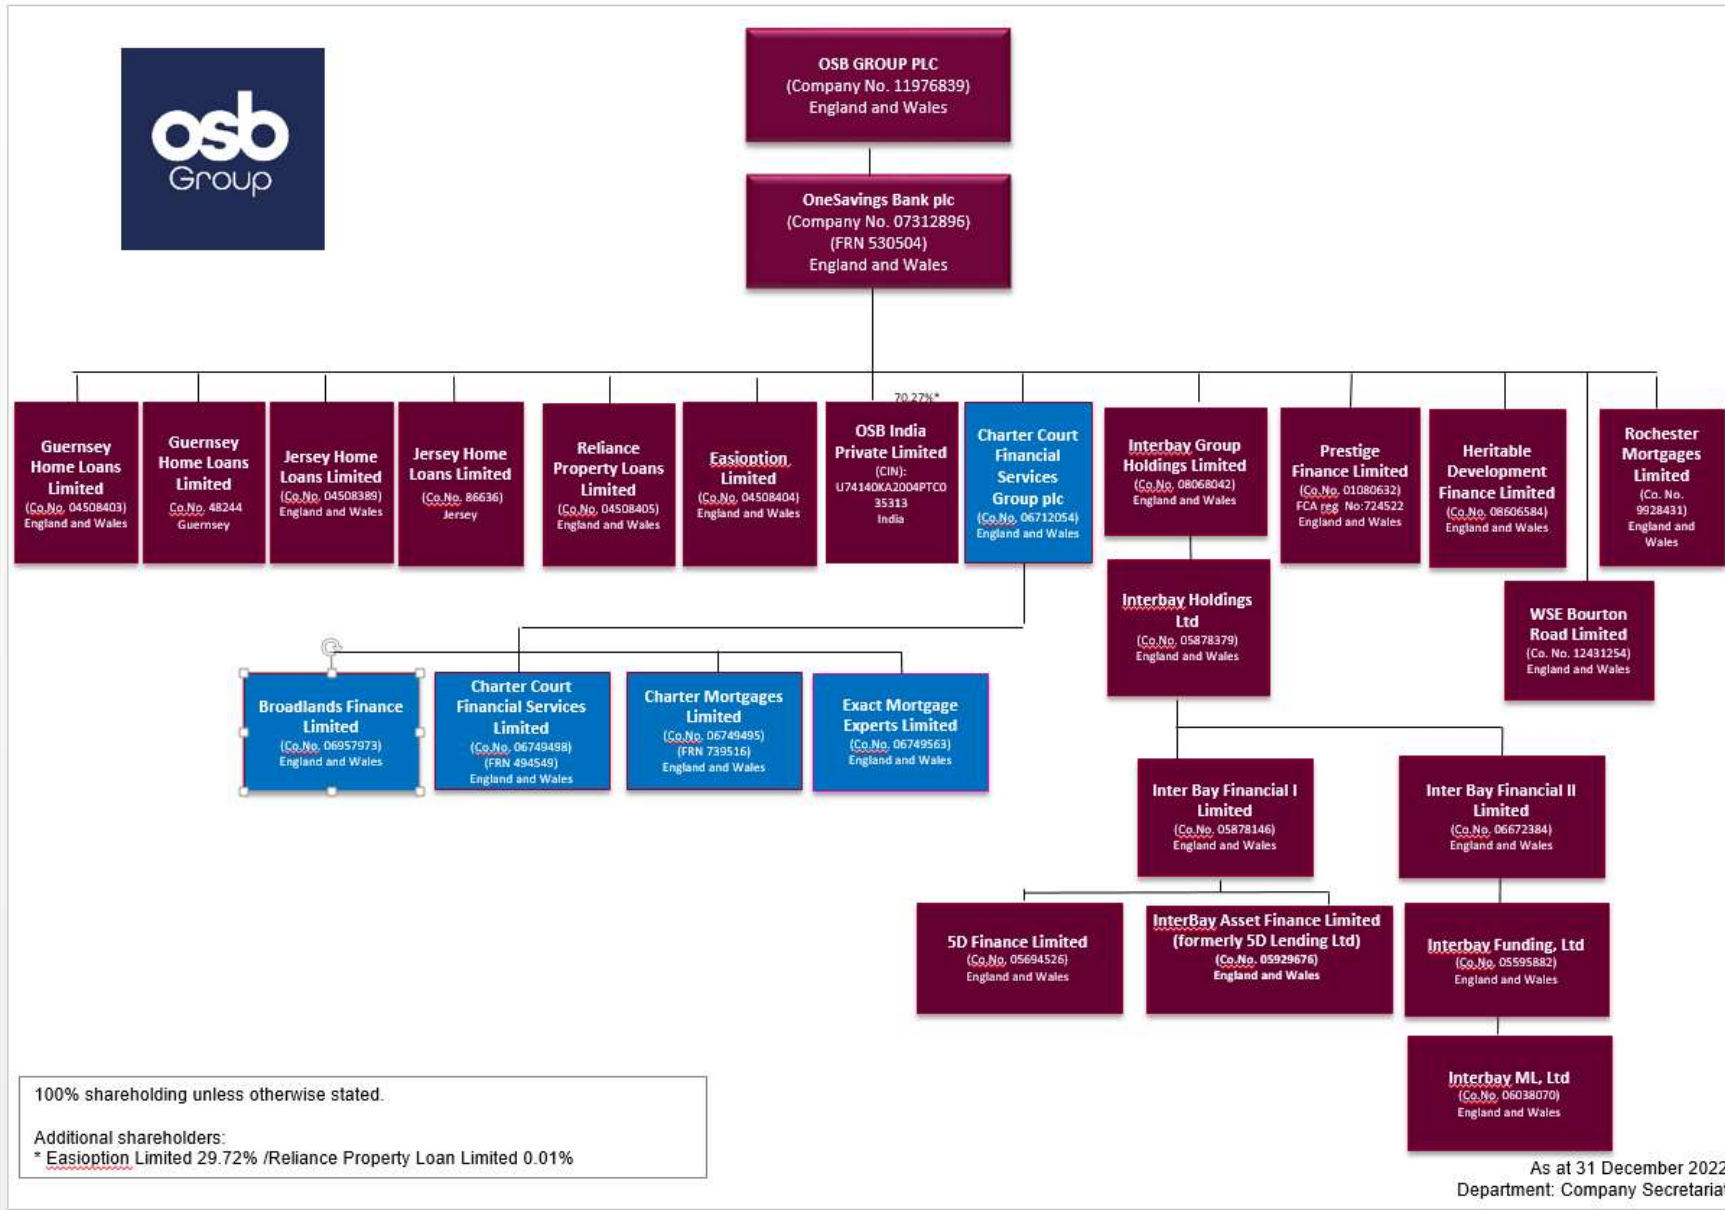 osb
Group
OSB GROUP PLC
(Company No. 11976839)
England and Wales
OneSavings Bank plc
(Company No. 07312896)
(FRN 530504)
England and Wales
70.27%*
Guernsey
Home Loans
Limited
(Co.No. 04508403)
England and Wales
Guernsey
Home Loans
Limited
Co.No. 48244
Guernsey
Jersey Home
Loans Limited
(Co.No. 04508389)
England and Wales
Jersey Home
Loans Limited
(Co.No. 86636)
Jersey
Reliance
Property Loans
Limited
(Co.No. 04508405)
England and Wales
Easioption
Limited
(Co.No. 04508404)
England and Wales
OSB India
Private Limited
(CIN):
U74140KA2004PTC0
35313
India
Charter Court
Financial
Services
Group plc
(Co.No. 06712054)
England and Wales
Interbay Group
Holdings Limited
(Co.No. 08068042)
England and Wales
Prestige
Finance Limited
(Co.No. 01080632)
FCA reg No:724522
England and Wales
Heritable
Development
Finance Limited
(Co.No. 08606584)
England and Wales
Rochester
Mortgages
Limited
(Co. No.
9928431)
England and
Wales
Interbay Holdings
Ltd
(Co.No. 05878379)
England and Wales
WSE Bourton
Road Limited
(Co. No. 12431254)
England and Wales
Broadlands Finance
Limited
(Co.No. 06957973)
England and Wales
Charter Court
Financial Services
Limited
(Co.No. 06749498)
(FRN 494549)
England and Wales
Charter Mortgages
Limited
(Co.No. 06749495)
(FRN 739516)
England and Wales
Exact Mortgage
Experts Limited
(Co.No. 06749563)
England and Wales
Inter Bay Financial I
Limited
(Co.No. 05878146)
England and Wales
Inter Bay Financial II
Limited
(Co.No. 06672384)
England and Wales
5D Finance Limited
(Co.No. 05694526)
England and Wales
InterBay Asset Finance Limited
(formerly 5D Lending Ltd)
(Co.No. 05929676)
England and Wales
Interbay Funding, Ltd
(Co.No. 05595882)
England and Wales
Interbay ML, Ltd
(Co.No. 06038070)
England and Wales
100% shareholding unless otherwise stated.
Additional shareholders:
* Easioption Limited 29.72% /Reliance Property Loan Limited 0.01%
As at 31 December 2022
Department: Company Secretariat